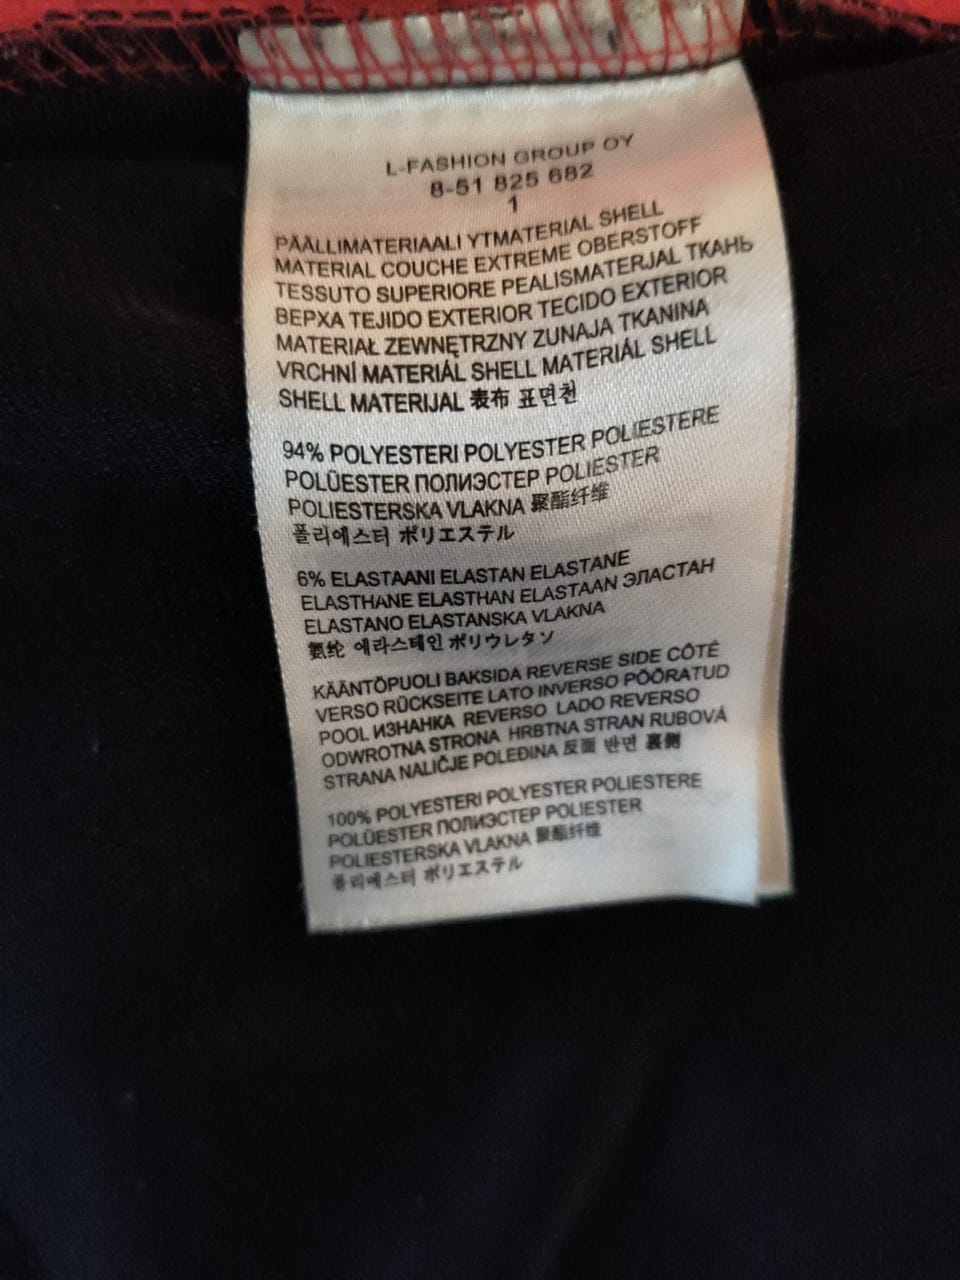 L-FASHION GROUP OY
8-51 825 682
1
PÄÄLLIMATERIAALI YTMATERIAL SHELL
MATERIAL COUCHE EXTREME OBERSTOFF
TESSUTO SUPERIORE PEALISMATERJAL ТКАНЬ
ВЕРХА TEJIDO EXTERIOR TECIDO EXTERIOR
MATERIAŁ ZEWNĘTRZNY ZUNAJA TKANINA
VRCHNÍ MATERIÁL SHELL MATERIÁL SHELL
SHELL MATERIJAL 表布 표면천
94% POLYESTERI POLYESTER POLIESTERE
POLÜESTER ПОЛИЭСТЕР POLIESTER
POLIESTERSKA VLAKNA 聚酯纤维
폴리에스터 ポリエステル
6% ELASTAANI ELASTAN ELASTANE
ELASTHANE ELASTHAN ELASTAAN ЭЛАСТАН
ELASTANO ELASTANSKA VLAKNA
氨纶 에라스테인 ポリウレタン
KÄÄNTÖPUOLI BAKSIDA REVERSE SIDE CÔTÉ
VERSO RÜCKSEITE LATO INVERSO PÖÖRATUD
POOL ИЗНАНКА REVERSO LADO REVERSO
ODWROTNA STRONA HRBTNA STRAN RUBOVÁ
STRANA NALIČJE POLEĐINA 反面 반면 裏側
100% POLYESTERI POLYESTER POLIESTERE
POLÜESTER ПОЛИЭСТЕР POLIESTER
POLIESTERSKA VLAKNA 聚酯纤维
폴리에스터 ポリエステル